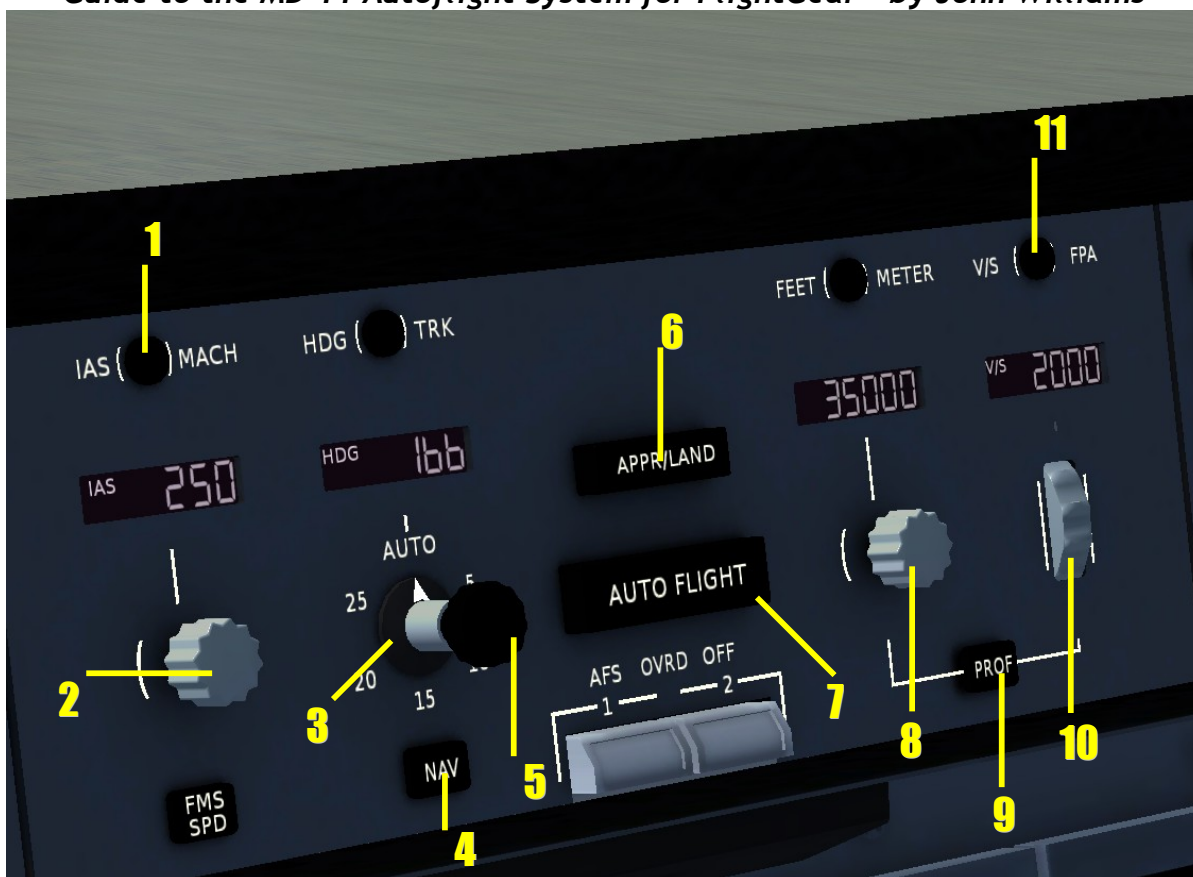 Guide to the MD-11 Autoflight System for FlightGear - by John Williams
11
1
6
V/S FPA
FEET METER
HDG TRK
IAS MACH
V/S 2000
35000
APPR/LAND
HDG 166
IAS 250
AUTO
AUTO FLIGHT
25
5
20
15
AFS OVRD OFF
1 2
PROF
2
3
7
8
10
5
NAV
9
FMS
SPD
4